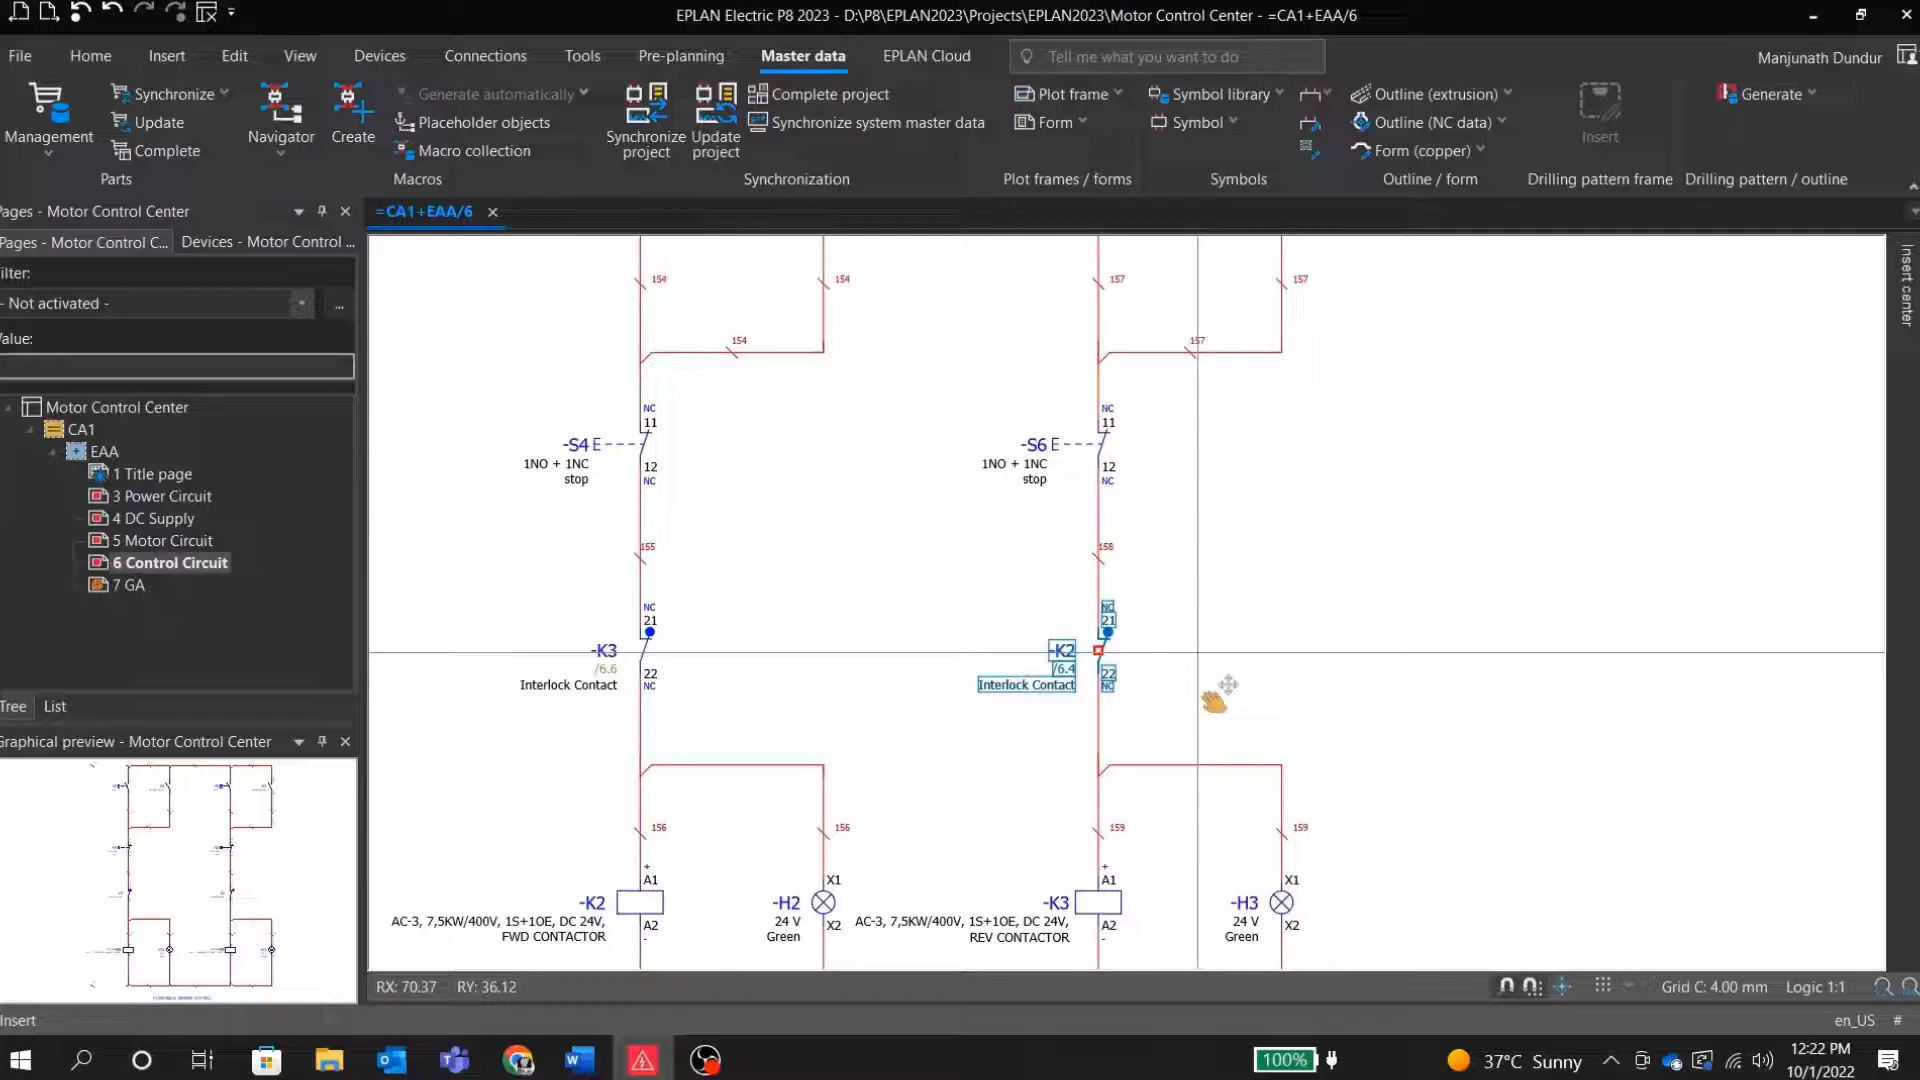 EPLAN Electric P8 2023 - D:\P8\EPLAN2023\Projects\EPLAN2023\Motor Control Center - =CA1+EAA/6
File Home Insert Edit View Devices Connections Tools Pre-planning Master data EPLAN Cloud Tell me what you want to do Manjunath Dundur
Management
Synchronize
Update
Complete
Parts
Navigator
Create
Generate automatically
Placeholder objects
Macro collection
Macros
Synchronize project
Update project
Complete project
Synchronize system master data
Synchronization
Plot frame
Form
Plot frames / forms
Symbol library
Symbol
Symbols
Outline (extrusion)
Outline (NC data)
Form (copper)
Outline / form
Insert
Drilling pattern frame
Generate
Drilling pattern / outline
Pages - Motor Control Center
Pages - Motor Control C...
Devices - Motor Control ...
ilter:
- Not activated -
...
alue:
Motor Control Center
CA1
EAA
1 Title page
3 Power Circuit
4 DC Supply
5 Motor Circuit
6 Control Circuit
7 GA
Tree List
Graphical preview - Motor Control Center
=CA1+EAA/6
Insert center
154 154 157 157
154 157
NC NC
11 11
-S4 E -S6 E
1NO + 1NC 1NO + 1NC
12 12
stop stop
NC NC
155 158
NC NC
21 21
-K3 -K2
/6.6 /6.4
22 22
Interlock Contact Interlock Contact
NC NC
156 156 159 159
+ +
A1 X1 A1 X1
-K2 -H2 -K3 -H3
AC-3, 7,5KW/400V, 1S+1OE, DC 24V, 24 V AC-3, 7,5KW/400V, 1S+1OE, DC 24V, 24 V
A2 X2 A2 X2
FWD CONTACTOR Green REV CONTACTOR Green
- -
RX: 70.37 RY: 36.12 Grid C: 4.00 mm Logic 1:1
Insert en_US #
100% 37°C Sunny 12:22 PM
10/1/2022